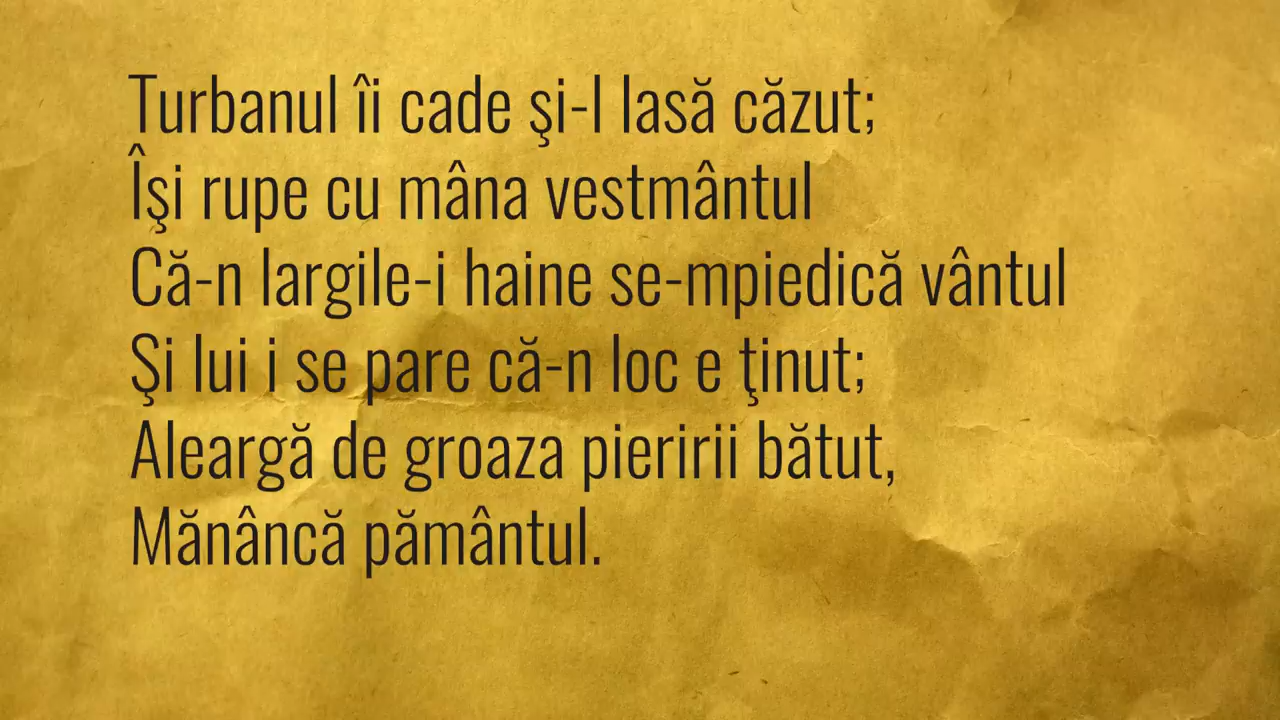 Turbanul îi cade şi-l lasă căzut;
Îşi rupe cu mâna vestmântul
Că-n largile-i haine se-mpiedică vântul
Şi lui i se pare că-n loc e ţinut;
Aleargă de groaza pieririi bătut,
Mănâncă pământul.